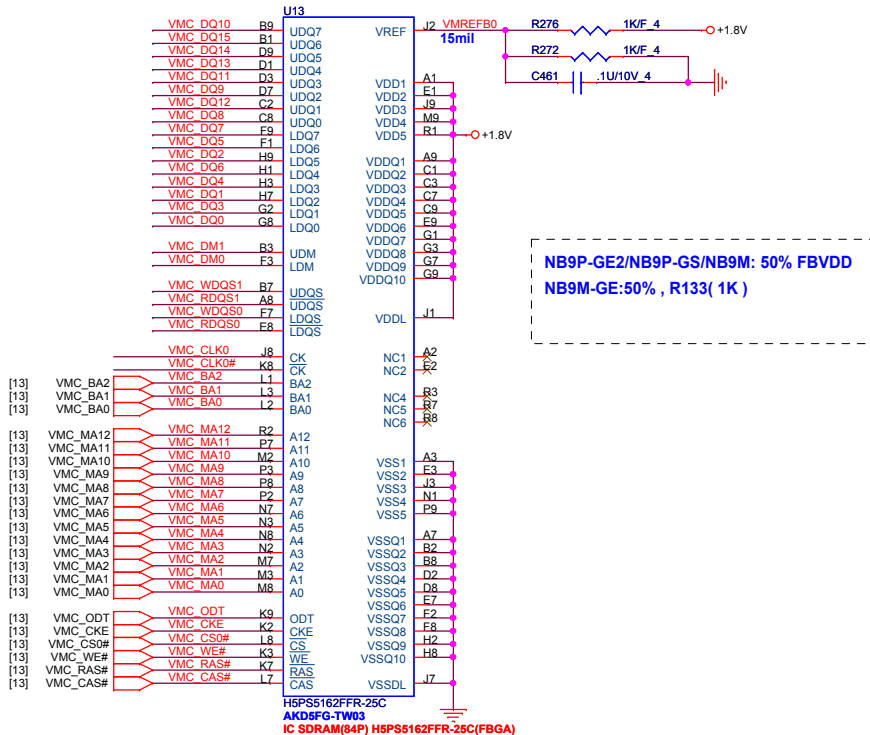 U13
VMC_DQ10 B9 UDQ7
VMC_DQ15 B1 UDQ6
VMC_DQ14 D9 UDQ5
VMC_DQ13 D1 UDQ4
VMC_DQ11 D3 UDQ3
VMC_DQ9 D7 UDQ2
VMC_DQ12 C2 UDQ1
VMC_DQ8 C8 UDQ0
VMC_DQ7 F9 LDQ7
VMC_DQ5 F1 LDQ6
VMC_DQ2 H9 LDQ5
VMC_DQ6 H1 LDQ4
VMC_DQ4 H3 LDQ3
VMC_DQ1 H7 LDQ2
VMC_DQ3 G2 LDQ1
VMC_DQ0 G8 LDQ0
VMC_DM1 B3 UDM
VMC_DM0 F3 LDM
VMC_WDQS1 B7 UDQS
VMC_RDQS1 A8 UDQS
VMC_WDQS0 F7 LDQS
VMC_RDQS0 E8 LDQS
VMC_CLK0 J8 CK
VMC_CLK0# K8 CK
[13] VMC_BA2 VMC_BA2 L1 BA2
[13] VMC_BA1 VMC_BA1 L3 BA1
[13] VMC_BA0 VMC_BA0 L2 BA0
[13] VMC_MA12 VMC_MA12 R2 A12
[13] VMC_MA11 VMC_MA11 P7 A11
[13] VMC_MA10 VMC_MA10 M2 A10
[13] VMC_MA9 VMC_MA9 P3 A9
[13] VMC_MA8 VMC_MA8 P8 A8
[13] VMC_MA7 VMC_MA7 P2 A7
[13] VMC_MA6 VMC_MA6 N7 A6
[13] VMC_MA5 VMC_MA5 N3 A5
[13] VMC_MA4 VMC_MA4 N8 A4
[13] VMC_MA3 VMC_MA3 N2 A3
[13] VMC_MA2 VMC_MA2 M7 A2
[13] VMC_MA1 VMC_MA1 M3 A1
[13] VMC_MA0 VMC_MA0 M8 A0
[13] VMC_ODT VMC_ODT K9 ODT
[13] VMC_CKE VMC_CKE K2 CKE
[13] VMC_CS0# VMC_CS0# L8 CS
[13] VMC_WE# VMC_WE# K3 WE
[13] VMC_RAS# VMC_RAS# K7 RAS
[13] VMC_CAS# VMC_CAS# L7 CAS
VREF J2 VMREFB0
15mil
R276 1K/F_4 +1.8V
R272 1K/F_4
C461 .1U/10V_4
VDD1 A1
VDD2 E1
VDD3 J9
VDD4 M9
VDD5 R1 +1.8V
VDDQ1 A9
VDDQ2 C1
VDDQ3 C3
VDDQ4 C7
VDDQ5 C9
VDDQ6 E9
VDDQ7 G1
VDDQ8 G3
VDDQ9 G7
VDDQ10 G9
VDDL J1
NC1 A2
NC2 E2
NC4 R3
NC5 R7
NC6 R8
VSS1 A3
VSS2 E3
VSS3 J3
VSS4 N1
VSS5 P9
VSSQ1 A7
VSSQ2 B2
VSSQ3 B8
VSSQ4 D2
VSSQ5 D8
VSSQ6 E7
VSSQ7 F2
VSSQ8 F8
VSSQ9 H2
VSSQ10 H8
VSSDL J7
NB9P-GE2/NB9P-GS/NB9M: 50% FBVDD
NB9M-GE:50% , R133( 1K )
H5PS5162FFR-25C
AKD5FG-TW03
IC SDRAM(84P) H5PS5162FFR-25C(FBGA)